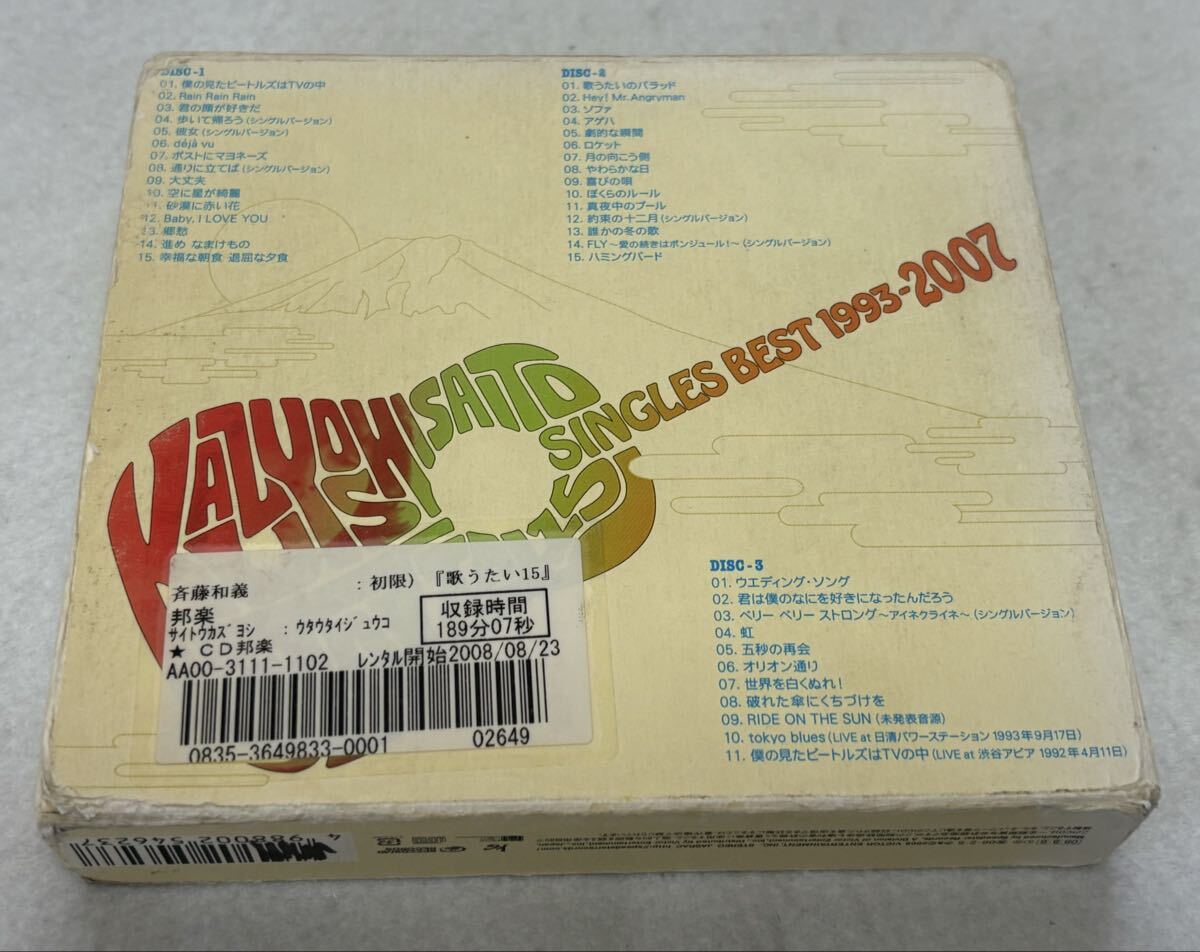 DISC-1
01. 僕の見たビートルズはTVの中
02. Rain Rain Rain
03. 君の顔が好きだ
04. 歩いて帰ろう(シングルバージョン)
05. 彼女(シングルバージョン)
06. déjà vu
07. ポストにマヨネーズ
08. 通りに立てば(シングルバージョン)
09. 大丈夫
10. 空に星が綺麗
11. 砂漠に赤い花
12. Baby, I LOVE YOU
13. 郷愁
14. 進め なまけもの
15. 幸福な朝食 退屈な夕食
DISC-2
01. 歌うたいのバラッド
02. Hey! Mr. Angryman
03. ソファ
04. アゲハ
05. 劇的な瞬間
06. ロケット
07. 月の向こう側
08. やわらかな日
09. 喜びの唄
10. ぼくらのルール
11. 真夜中のプール
12. 約束の十二月(シングルバージョン)
13. 誰かの冬の歌
14. FLY〜愛の続きはボンジュール!〜(シングルバージョン)
15. ハミングバード
KAZUYOSHI SAITO
SINGLES BEST 1993-2007
DISC-3
01. ウエディング・ソング
02. 君は僕のなにを好きになったんだろう
03. ベリー ベリー ストロング〜アイネクライネ〜(シングルバージョン)
04. 虹
05. 五秒の再会
06. オリオン通り
07. 世界を白くぬれ!
08. 破れた傘にくちづけを
09. RIDE ON THE SUN (未発表音源)
10. tokyo blues (LIVE at 日清パワーステーション 1993年9月17日)
11. 僕の見たビートルズはTVの中 (LIVE at 渋谷アピア 1992年4月11日)
斉藤和義 :初限)『歌うたい15』
邦楽
サイトウカズヨシ :ウタウタイジュウコ
収録時間
189分07秒
★ CD邦楽
AA00-3111-1102 レンタル開始2008/08/23
0835-3649833-0001 02649
4 988002 546237